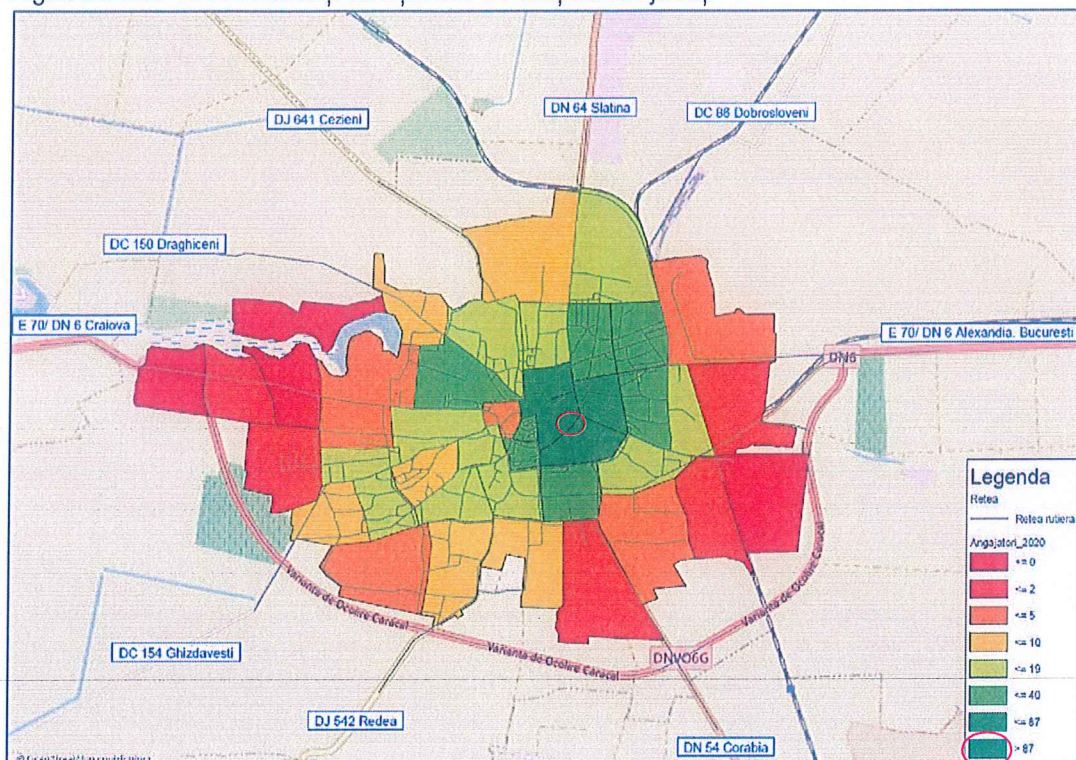 DN 64 Slatina
DC 86 Dobrosloveni
DJ 641 Cezieni
DC 150 Draghiceni
E 70/ DN 6 Craiova
E 70/ DN 6 Alexandia. Bucuresti
DN6
Legenda
Retea
Retea rutiera
Angajatori_2020
<= 0
<= 2
<= 5
<= 10
<= 19
<= 40
<= 67
> 87
Varianta de Ocolire Caracal
Varianta de Ocolire Caracal
Varianta de Ocolire Caracal
DNVO6G
DC 154 Ghizdavesti
DJ 542 Redea
DN 54 Corabia